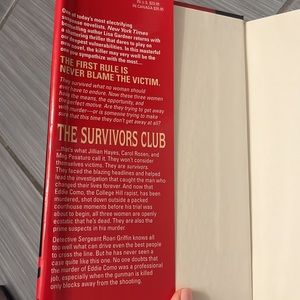 IN U.S. $23.95
IN CANADA $35.95
One of today's most electrifying
suspense novelists, New York Times
bestselling author Lisa Gardner returns with
a stunning thriller that dares to play on
our deepest vulnerabilities. In this masterful
new novel, the killer may be the one
you sympathize with the most...
THE FIRST RULE IS
NEVER BLAME THE VICTIM.
They survived what no woman should
ever have to endure. Now these three women
have the means, the opportunity, and
the perfect motive. Are they trying to get away
with murder—or is someone trying to make
sure that this time they don't get away at all?
THE SURVIVORS CLUB
...that's what Jillian Hayes, Carol Rosen, and
Meg Pesaturo call it. They won't consider
themselves victims. They are survivors.
They faced the blazing headlines and helped
lead the investigation that caught the man who
changed their lives forever. And now that
man, Eddie Como, the College Hill rapist, has been
murdered, shot down outside a packed
courthouse moments before his trial was
about to begin, all three women are openly
ecstatic that he's dead. They are also the
prime suspects in his murder.
Detective Sergeant Roan Griffin knows all
too well what can drive even the best people
to cross the line. But he has never seen a
case quite like this one. No one doubts that
the murder of Eddie Como was a professional
job, especially when the gunman is killed
only blocks away from the shooting.